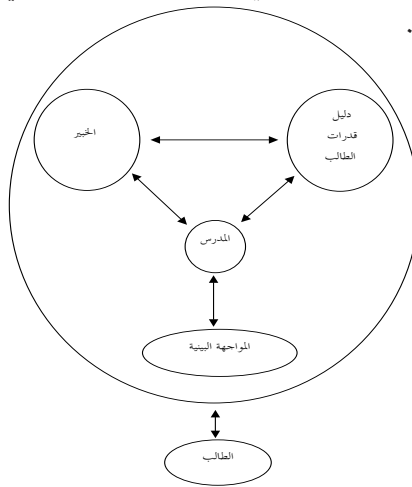 الخبير
دليل
قدرات
الطالب
المدرس
المواجهة البينية
الطالب